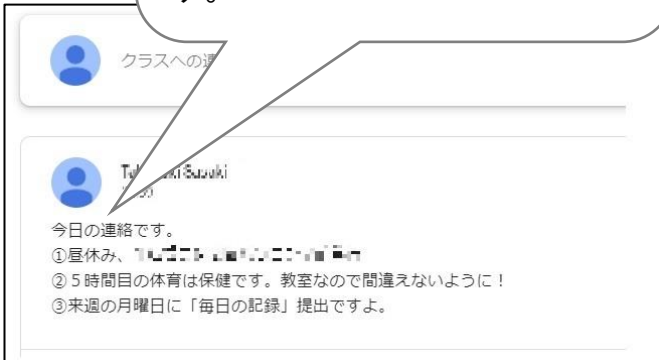 す。
クラスへの
今日の連絡です。
①昼休み、
②５時間目の体育は保健です。教室なので間違えないように！
③来週の月曜日に「毎日の記録」提出ですよ。